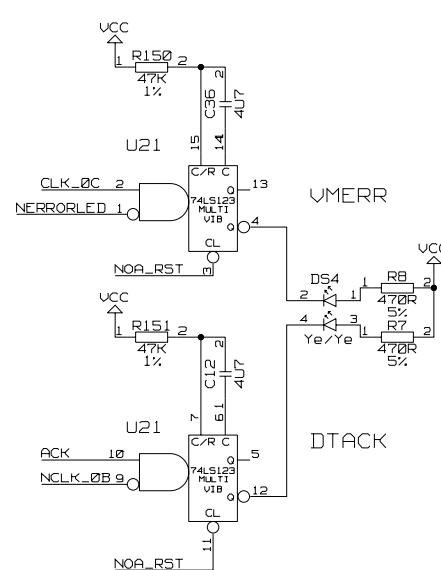 VCC
1 R150 2
47K
1%
2
C36
4U7
15
14
U21
C/R C
CLK_0C 2
NERRORLED 1
Q 13
74LS123
MULTI
VIB
Q 4
CL
3
NOA_RST
VMERR
VCC
DS4
2 1
1 R8 2
470R
5%
4 3
Ye/Ye
1 R7 2
470R
5%
VCC
1 R151 2
47K
1%
2
C12
4U7
7
6 1
U21
C/R C
ACK 10
NCLK_0B 9
Q 5
74LS123
MULTI
VIB
Q 12
CL
11
NOA_RST
DTACK